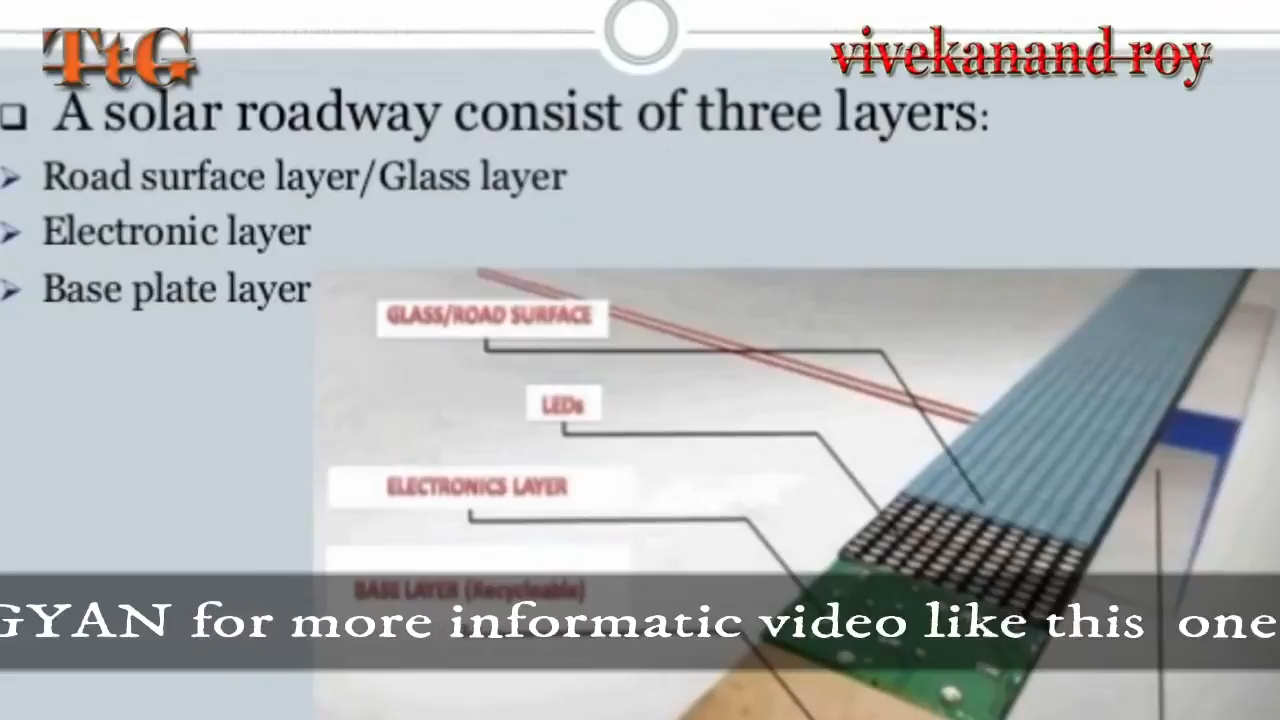 TtG
vivekanand roy
A solar roadway consist of three layers:
Road surface layer/Glass layer
Electronic layer
Base plate layer
GLASS/ROAD SURFACE
LEDs
ELECTRONICS LAYER
BASE LAYER (Recycleable)
GYAN for more informatic video like this one